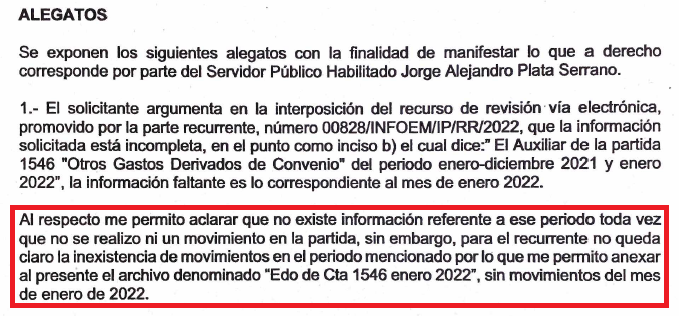 ALEGATOS
Se exponen los siguientes alegatos con la finalidad de manifestar lo que a derecho
corresponde por parte del Servidor Público Habilitado Jorge Alejandro Plata Serrano.
1.- El solicitante argumenta en la interposición del recurso de revisión vía electrónica,
promovido por la parte recurrente, número 00828/INFOEM/IP/RR/2022, que la información
solicitada está incompleta, en el punto como inciso b) el cual dice:" El Auxiliar de la partida
1546 "Otros Gastos Derivados de Convenio" del periodo enero-diciembre 2021 y enero
2022", la información faltante es lo correspondiente al mes de enero 2022.
Al respecto me permito aclarar que no existe información referente a ese periodo toda vez
que no se realizo ni un movimiento en la partida, sin embargo, para el recurrente no queda
claro la inexistencia de movimientos en el periodo mencionado por lo que me permito anexar
al presente el archivo denominado "Edo de Cta 1546 enero 2022", sin movimientos del mes
de enero de 2022.